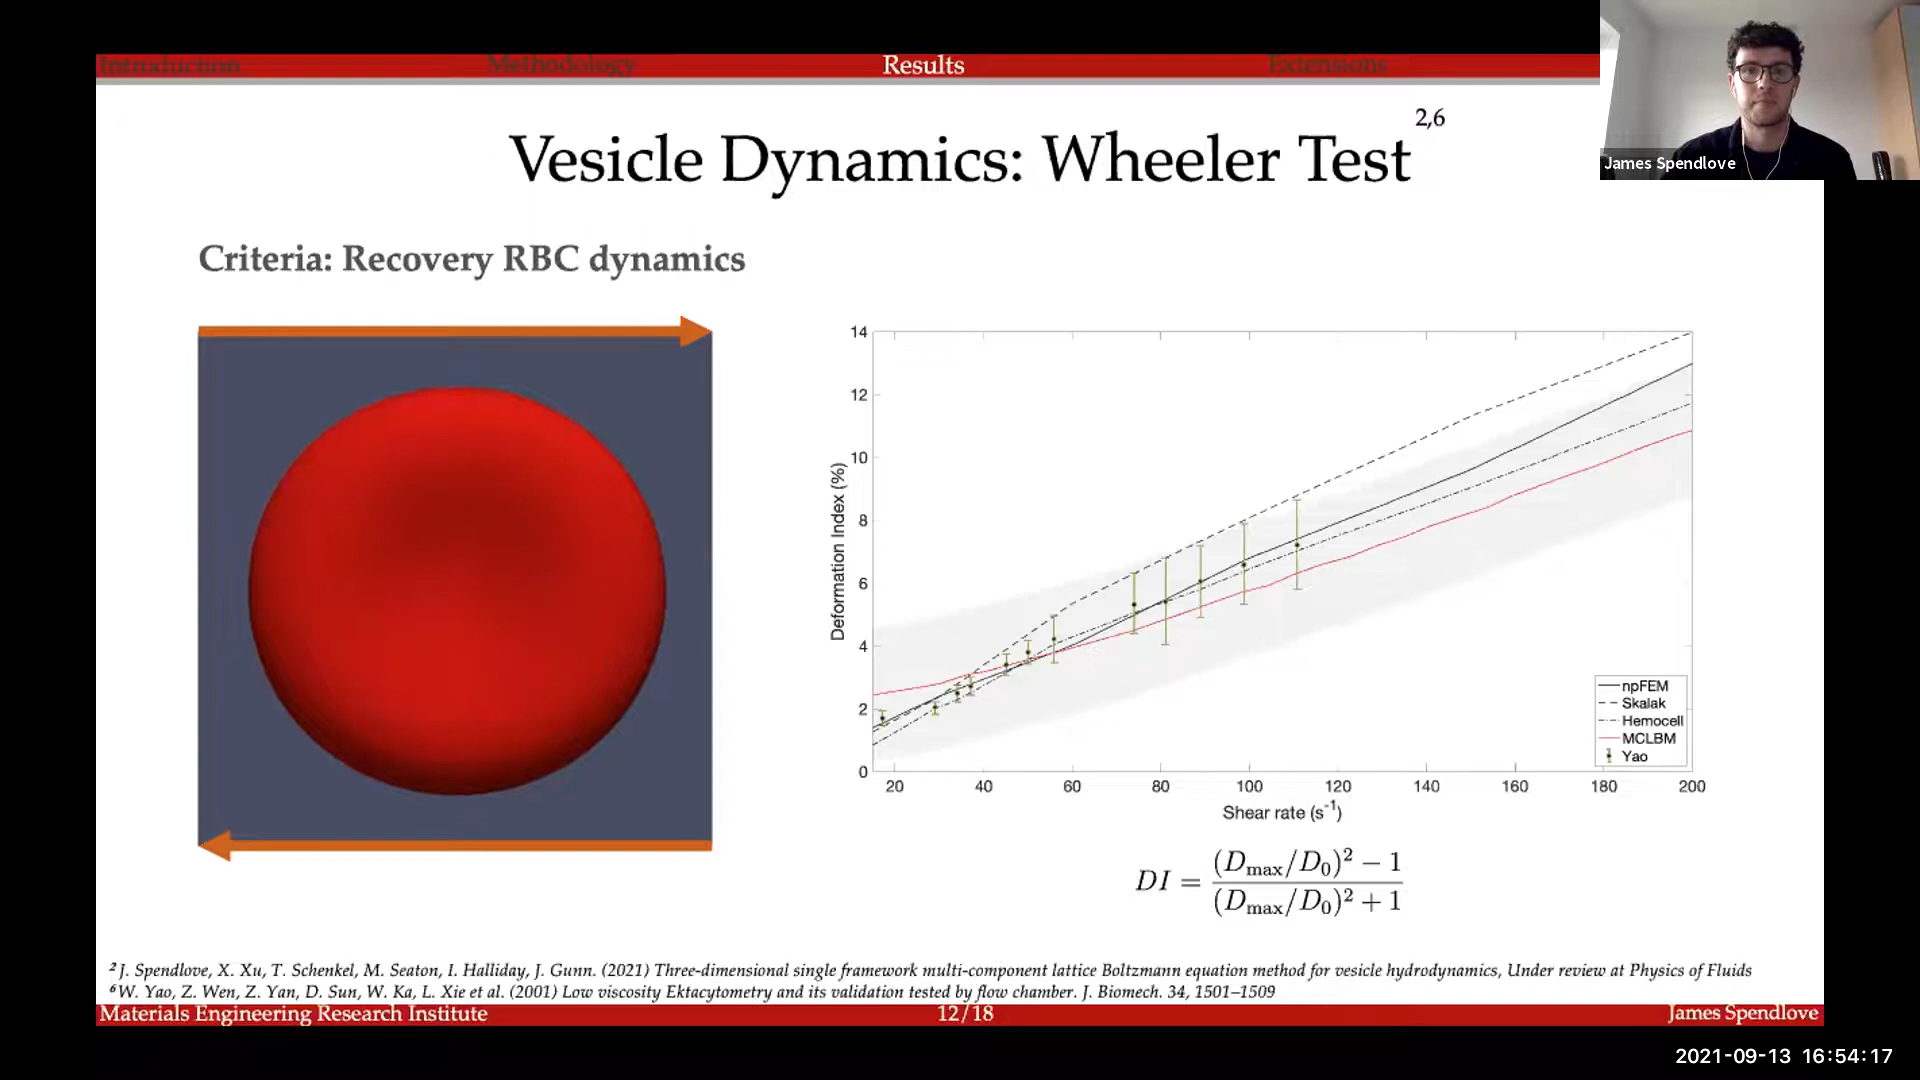 Introduction Methodology Results Extensions
James Spendlove
Vesicle Dynamics: Wheeler Test 2,6
Criteria: Recovery RBC dynamics
14
12
10
8
6
4
2
0
Deformation Index (%)
20 40 60 80 100 120 140 160 180 200
Shear rate (s⁻¹)
npFEM
Skalak
Hemocell
MCLBM
Yao
DI = (D_max/D_0)² − 1 / (D_max/D_0)² + 1
² J. Spendlove, X. Xu, T. Schenkel, M. Seaton, I. Halliday, J. Gunn. (2021) Three-dimensional single framework multi-component lattice Boltzmann equation method for vesicle hydrodynamics, Under review at Physics of Fluids
⁶ W. Yao, Z. Wen, Z. Yan, D. Sun, W. Ka, L. Xie et al. (2001) Low viscosity Ektacytometry and its validation tested by flow chamber. J. Biomech. 34, 1501–1509
Materials Engineering Research Institute 12/18 James Spendlove
2021-09-13 16:54:17